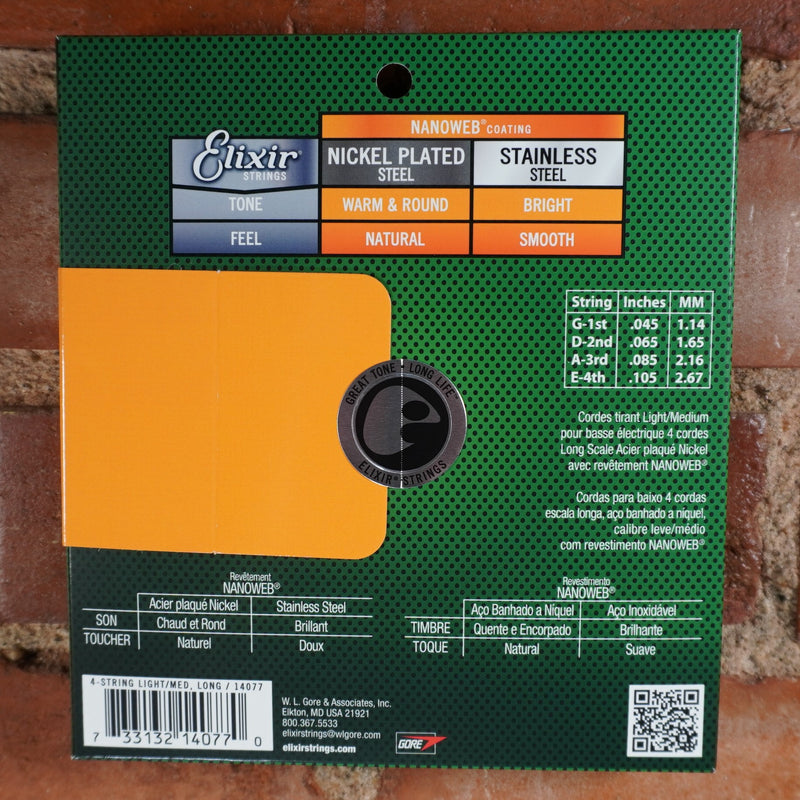 NANOWEB® COATING
Elixir®
STRINGS
NICKEL PLATED
STEEL
STAINLESS
STEEL
TONE WARM & ROUND BRIGHT
FEEL NATURAL SMOOTH
String Inches MM
G-1st .045 1.14
D-2nd .065 1.65
A-3rd .085 2.16
E-4th .105 2.67
GREAT TONE • LONG LIFE
ELIXIR® STRINGS
Cordes tirant Light/Medium
pour basse électrique 4 cordes
Long Scale Acier plaqué Nickel
avec revêtement NANOWEB®
Cordas para baixo 4 cordas
escala longa, aço banhado a níquel,
calibre leve/médio
com revestimento NANOWEB®
Revêtement
NANOWEB®
Acier plaqué Nickel Stainless Steel
SON Chaud et Rond Brillant
TOUCHER Naturel Doux
Revestimento
NANOWEB®
Aço Banhado a Níquel Aço Inoxidável
TIMBRE Quente e Encorpado Brilhante
TOQUE Natural Suave
4-STRING LIGHT/MED, LONG / 14077
7 33132 14077 0
W. L. Gore & Associates, Inc.
Elkton, MD USA 21921
800.367.5533
elixirstrings@wlgore.com
elixirstrings.com
GORE